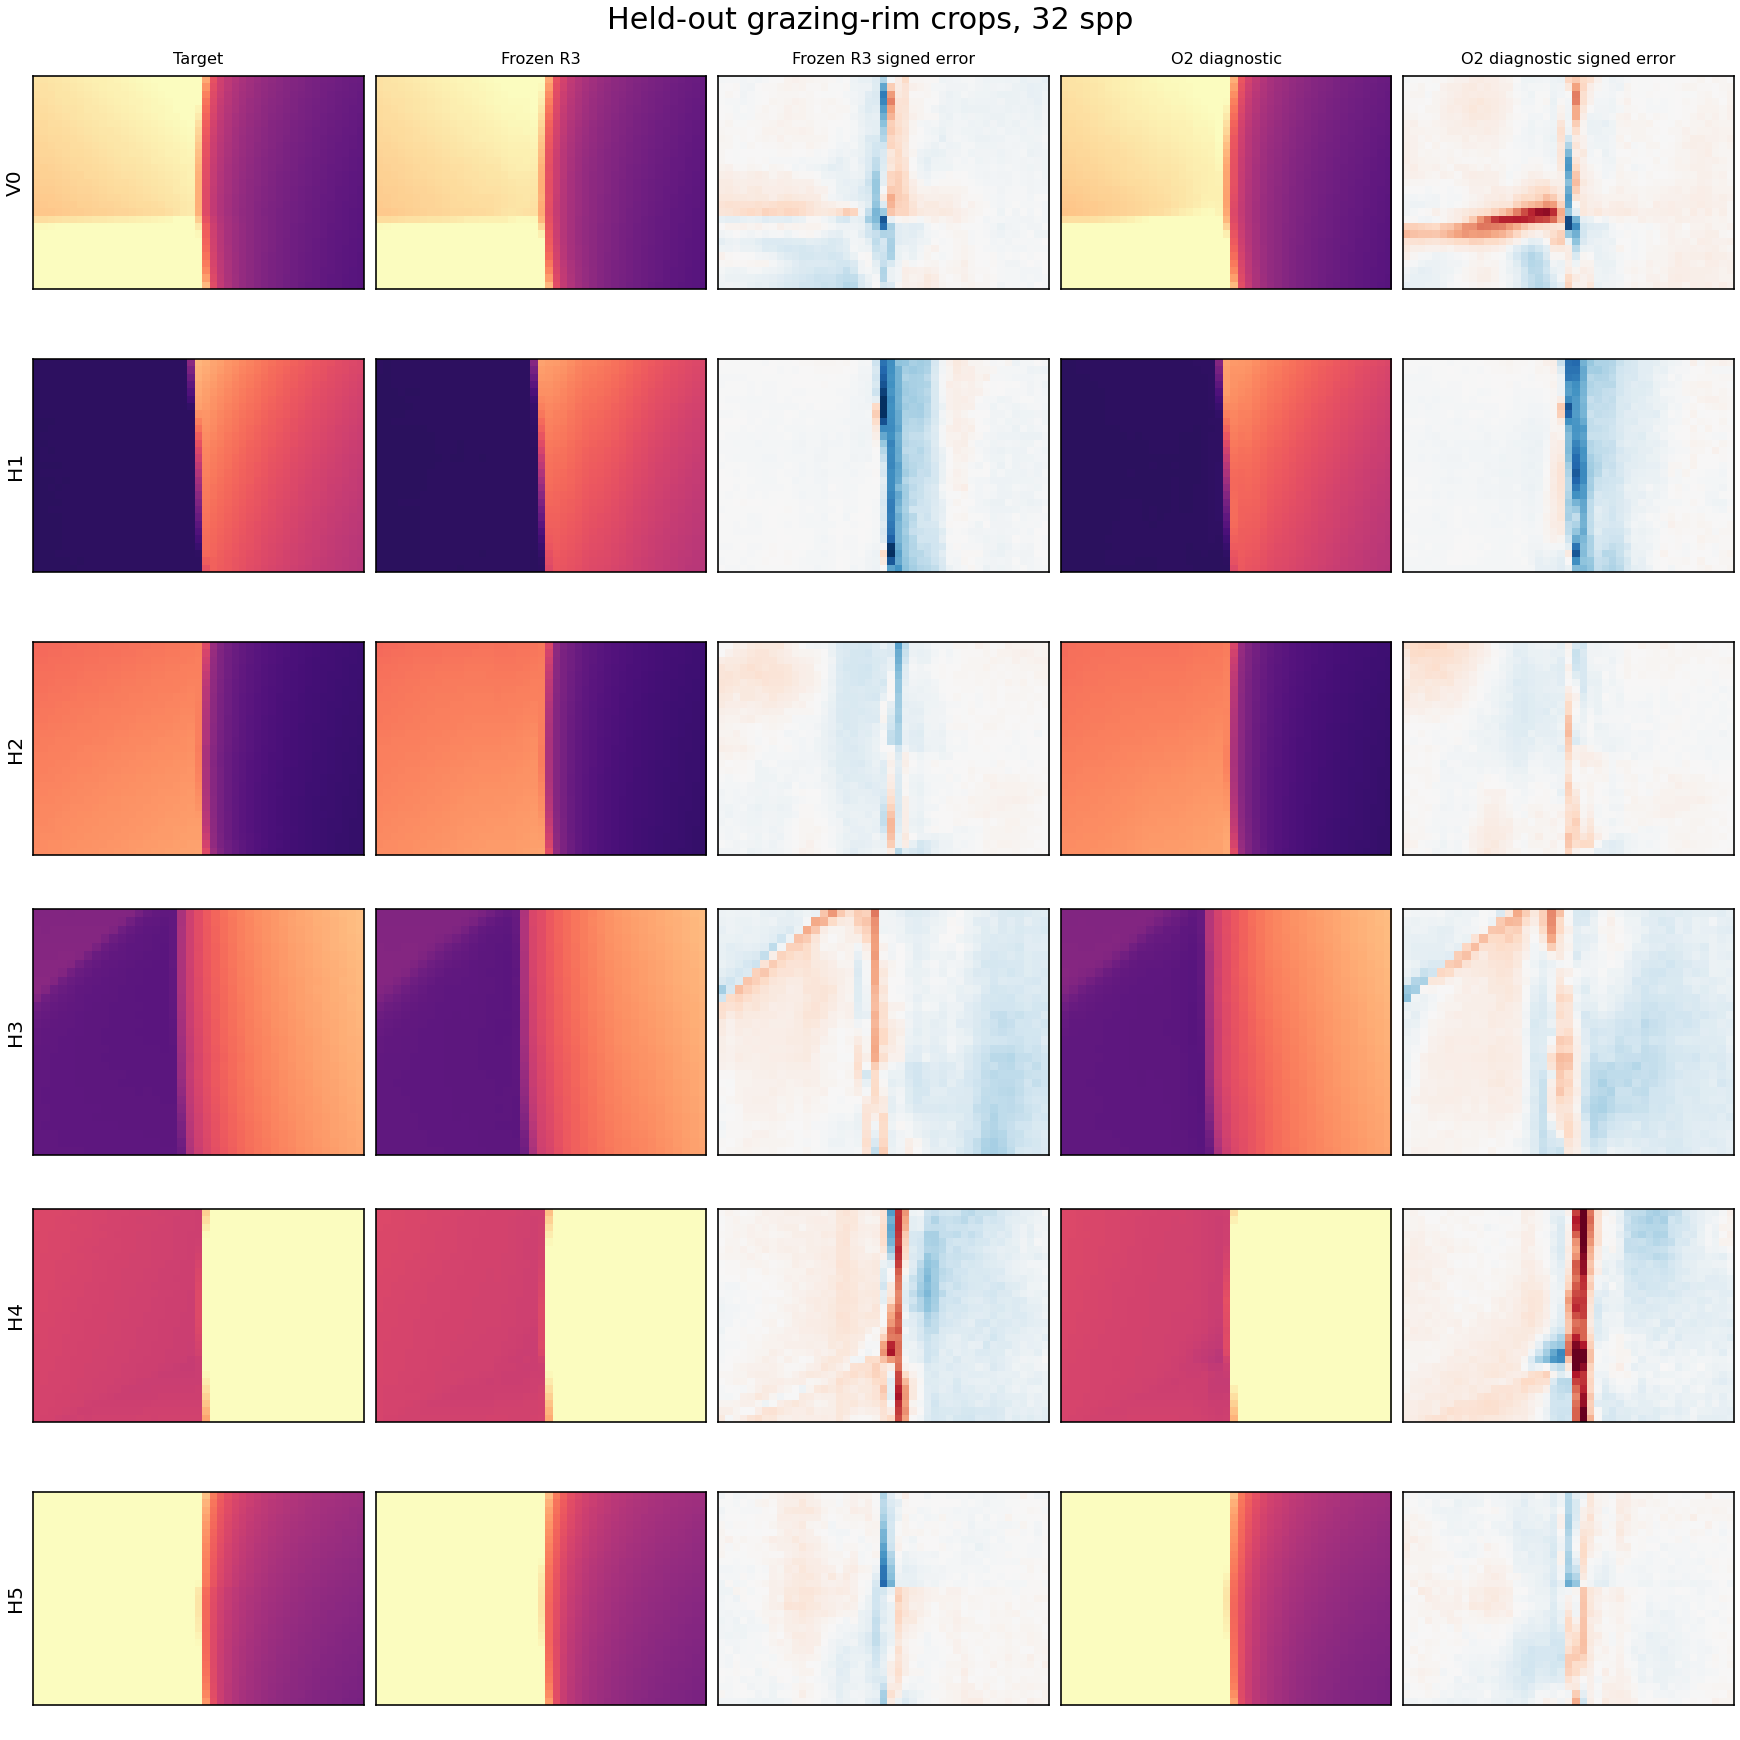 Held-out grazing-rim crops, 32 spp
Target
Frozen R3
Frozen R3 signed error
O2 diagnostic
O2 diagnostic signed error
V0
H1
H2
H3
H4
H5